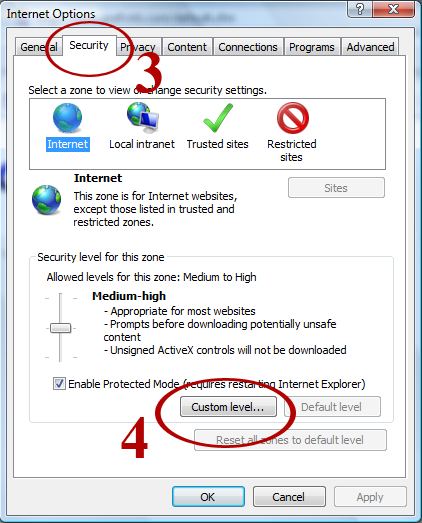 Internet Options
General Security Privacy Content Connections Programs Advanced
3
Select a zone to view or change security settings.
Internet Local intranet Trusted sites Restricted sites
Internet
This zone is for Internet websites,
except those listed in trusted and
restricted zones.
Sites
Security level for this zone
Allowed levels for this zone: Medium to High
Medium-high
- Appropriate for most websites
- Prompts before downloading potentially unsafe
content
- Unsigned ActiveX controls will not be downloaded
Enable Protected Mode (requires restarting Internet Explorer)
Custom level... Default level
4
Reset all zones to default level
OK Cancel Apply